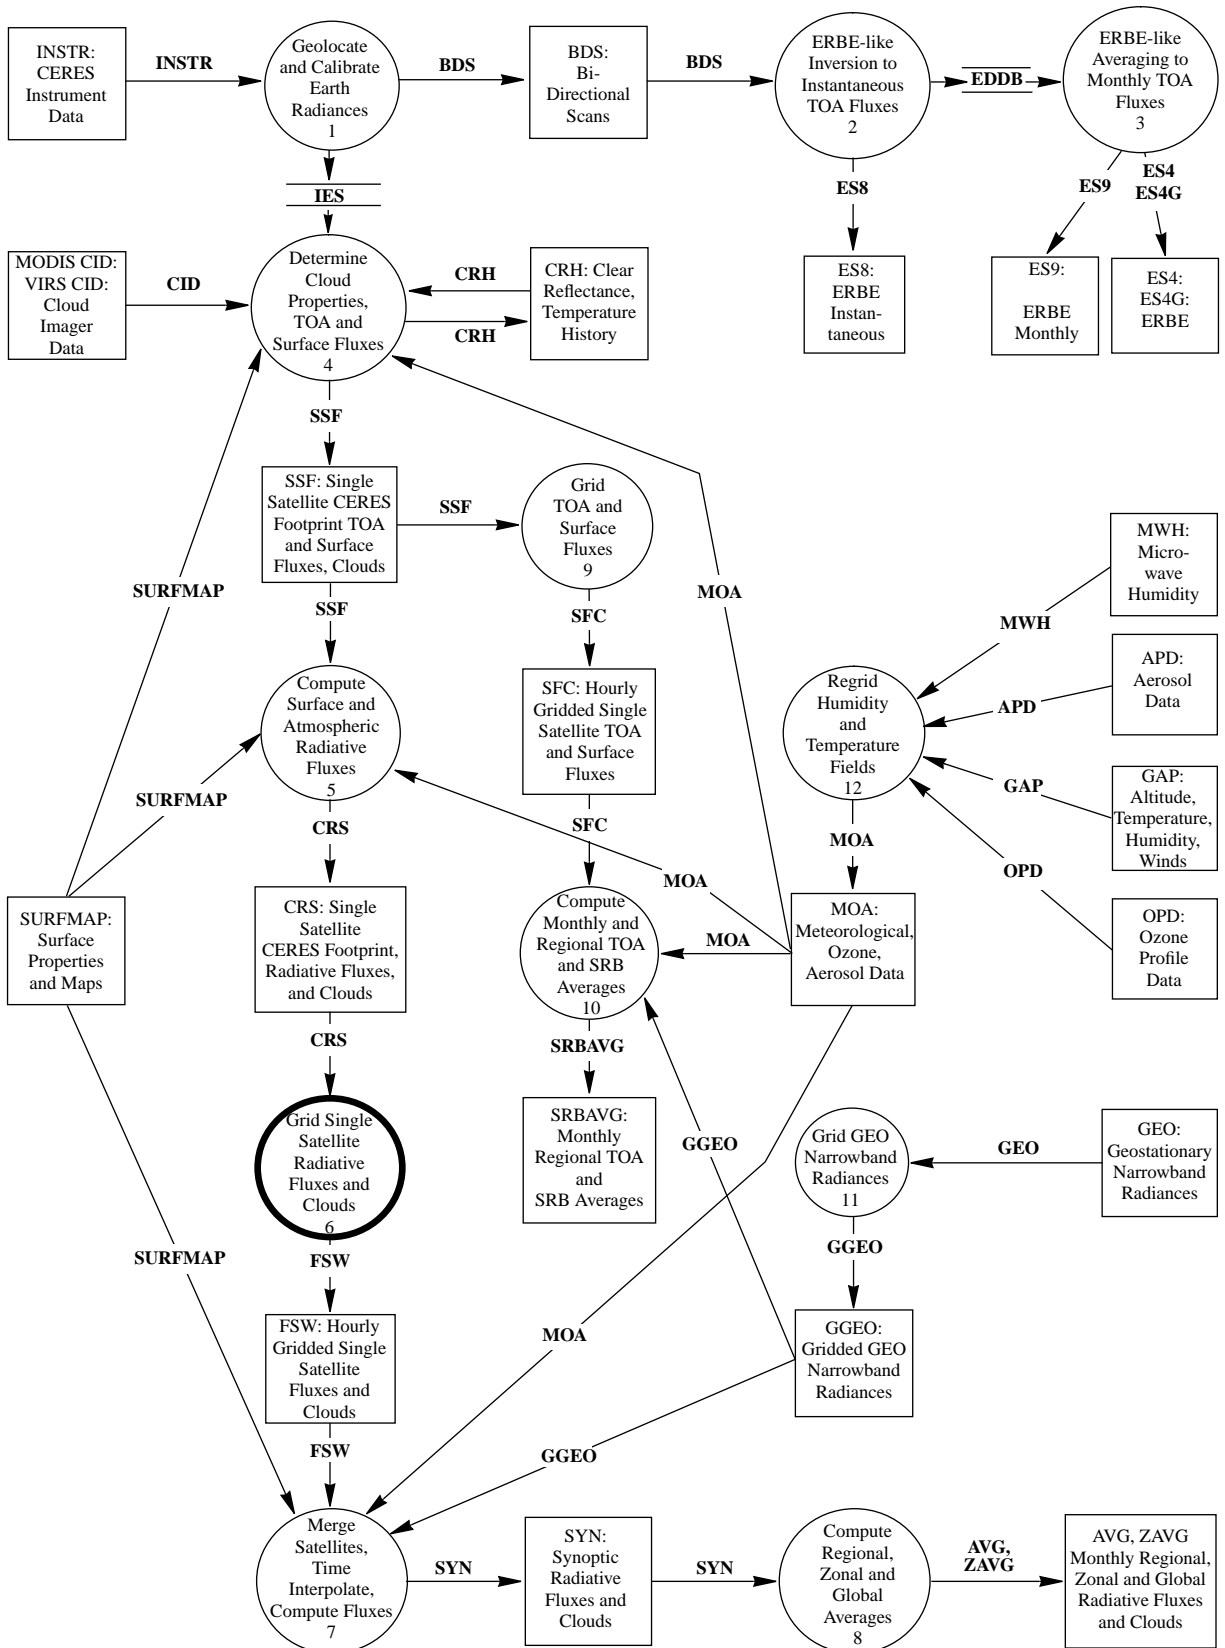 INSTR:
CERES
Instrument
Data
INSTR
Geolocate
and Calibrate
Earth
Radiances
1
BDS
BDS:
Bi-
Directional
Scans
BDS
ERBE-like
Inversion to
Instantaneous
TOA Fluxes
2
EDDB
ERBE-like
Averaging to
Monthly TOA
Fluxes
3
IES
ES8
ES9
ES4
ES4G
MODIS CID:
VIRS CID:
Cloud
Imager
Data
CID
Determine
Cloud
Properties,
TOA and
Surface Fluxes
4
CRH
CRH
CRH: Clear
Reflectance,
Temperature
History
ES8:
ERBE
Instan-
taneous
ES9:
ERBE
Monthly
ES4:
ES4G:
ERBE
SSF
SSF: Single
Satellite CERES
Footprint TOA
and Surface
Fluxes, Clouds
SSF
Grid
TOA and
Surface
Fluxes
9
MWH:
Micro-
wave
Humidity
SURFMAP
SSF
SFC
MOA
MWH
Compute
Surface and
Atmospheric
Radiative
Fluxes
5
SFC: Hourly
Gridded Single
Satellite TOA
and Surface
Fluxes
Regrid
Humidity
and
Temperature
Fields
12
APD
APD:
Aerosol
Data
SURFMAP
CRS
SFC
MOA
GAP
GAP:
Altitude,
Temperature,
Humidity,
Winds
MOA
OPD
SURFMAP:
Surface
Properties
and Maps
CRS: Single
Satellite
CERES Footprint,
Radiative Fluxes,
and Clouds
Compute
Monthly and
Regional TOA
and SRB
Averages
10
MOA
MOA:
Meteorological,
Ozone,
Aerosol Data
OPD:
Ozone
Profile
Data
CRS
SRBAVG
Grid Single
Satellite
Radiative
Fluxes and
Clouds
6
SRBAVG:
Monthly
Regional TOA
and
SRB Averages
GGEO
Grid GEO
Narrowband
Radiances
11
GEO
GEO:
Geostationary
Narrowband
Radiances
SURFMAP
FSW
GGEO
FSW: Hourly
Gridded Single
Satellite
Fluxes and
Clouds
MOA
GGEO:
Gridded GEO
Narrowband
Radiances
FSW
GGEO
Merge
Satellites,
Time
Interpolate,
Compute Fluxes
7
SYN
SYN:
Synoptic
Radiative
Fluxes and
Clouds
SYN
Compute
Regional,
Zonal and
Global
Averages
8
AVG,
ZAVG
AVG, ZAVG
Monthly Regional,
Zonal and Global
Radiative Fluxes
and Clouds